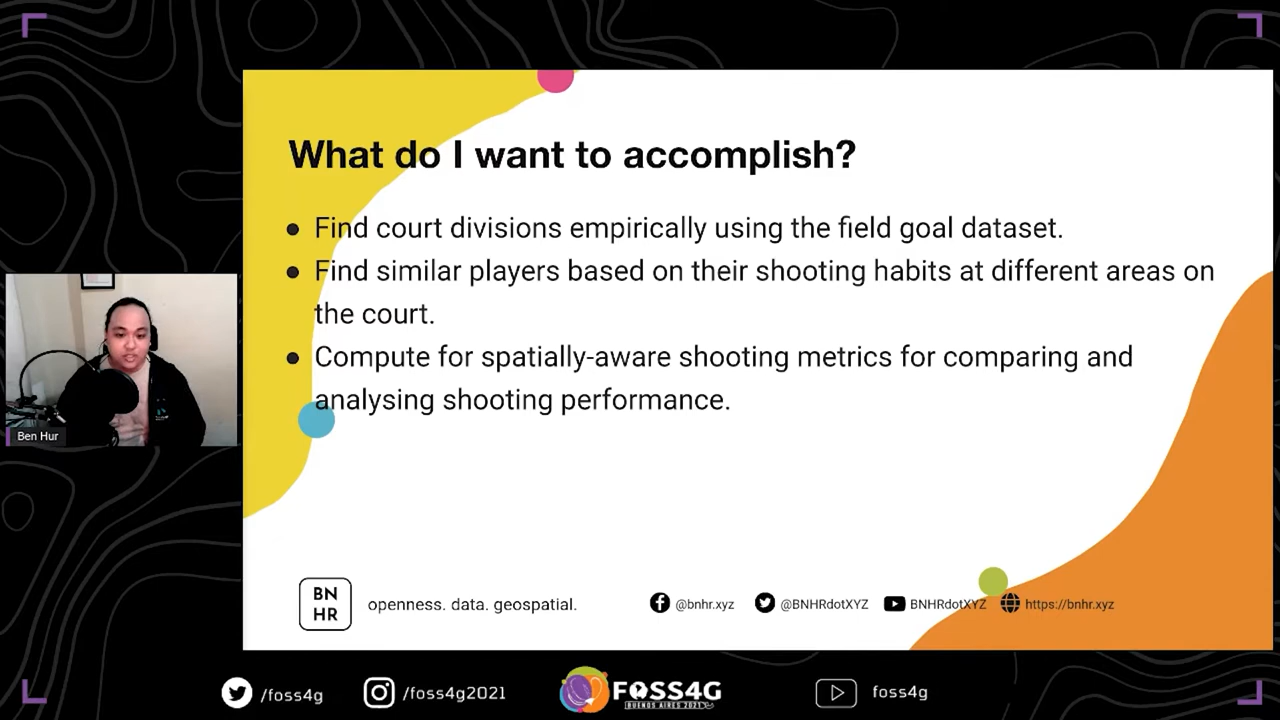 What do I want to accomplish?
Find court divisions empirically using the field goal dataset.
Find similar players based on their shooting habits at different areas on
the court.
Compute for spatially-aware shooting metrics for comparing and
analysing shooting performance.
Ben Hur
BN
HR
openness. data. geospatial.
@bnhr.xyz
@BNHRdotXYZ
BNHRdotXYZ
https://bnhr.xyz
/foss4g
/foss4g2021
FOSS4G
BUENOS AIRES 2021
foss4g